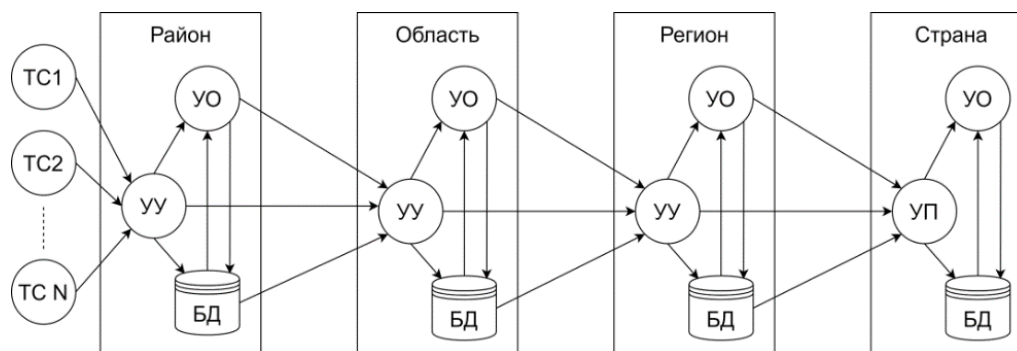 Район
Область
Регион
Страна
ТС1
УО
УО
УО
УО
ТС2
УУ
УУ
УУ
УП
ТС N
БД
БД
БД
БД